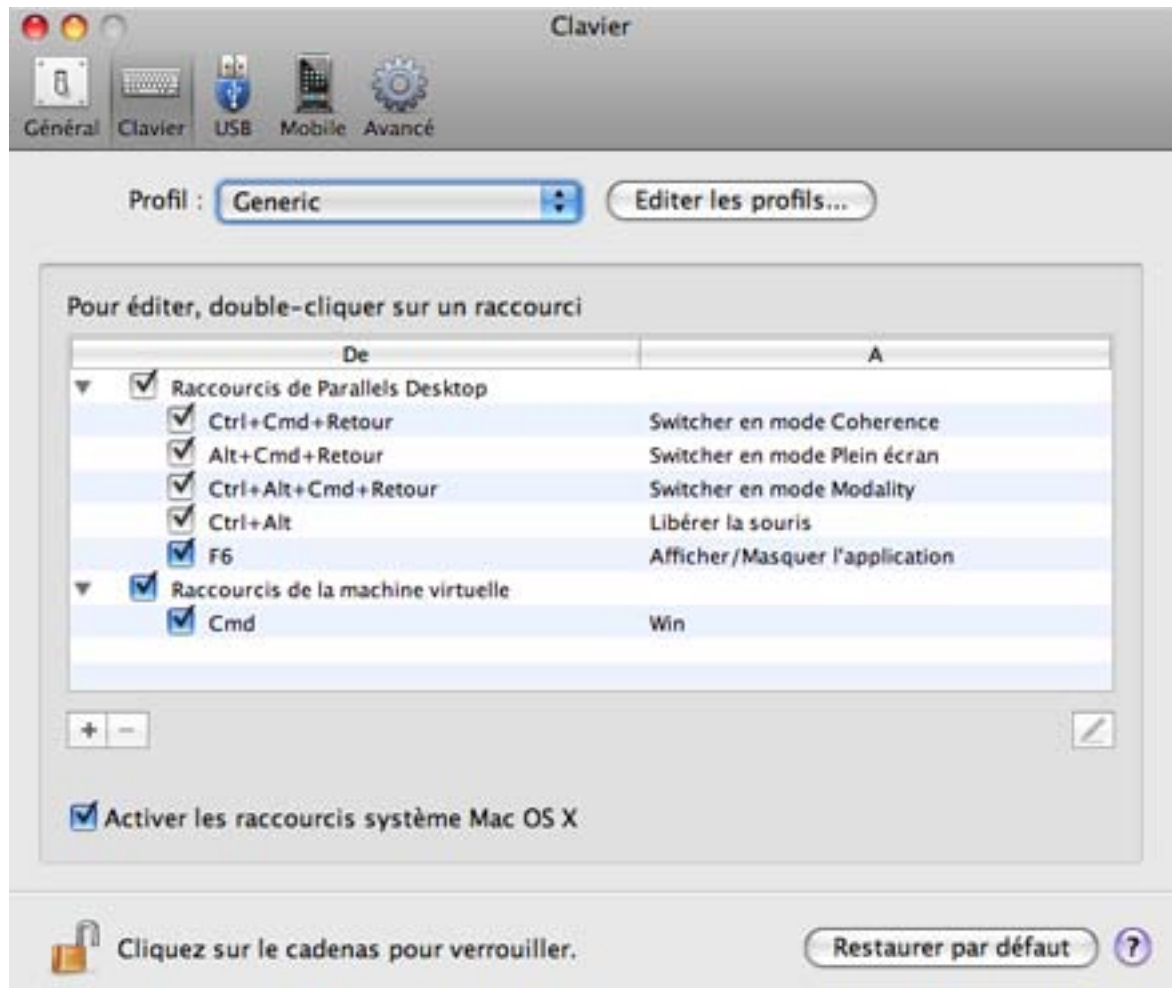 Clavier
Général Clavier USB Mobile Avancé
Profil : Generic Editer les profils...
Pour éditer, double-cliquer sur un raccourci
De A
Raccourcis de Parallels Desktop
Ctrl+Cmd+Retour Switcher en mode Coherence
Alt+Cmd+Retour Switcher en mode Plein écran
Ctrl+Alt+Cmd+Retour Switcher en mode Modality
Ctrl+Alt Libérer la souris
F6 Afficher/Masquer l'application
Raccourcis de la machine virtuelle
Cmd Win
+ −
Activer les raccourcis système Mac OS X
Cliquez sur le cadenas pour verrouiller. Restaurer par défaut ?